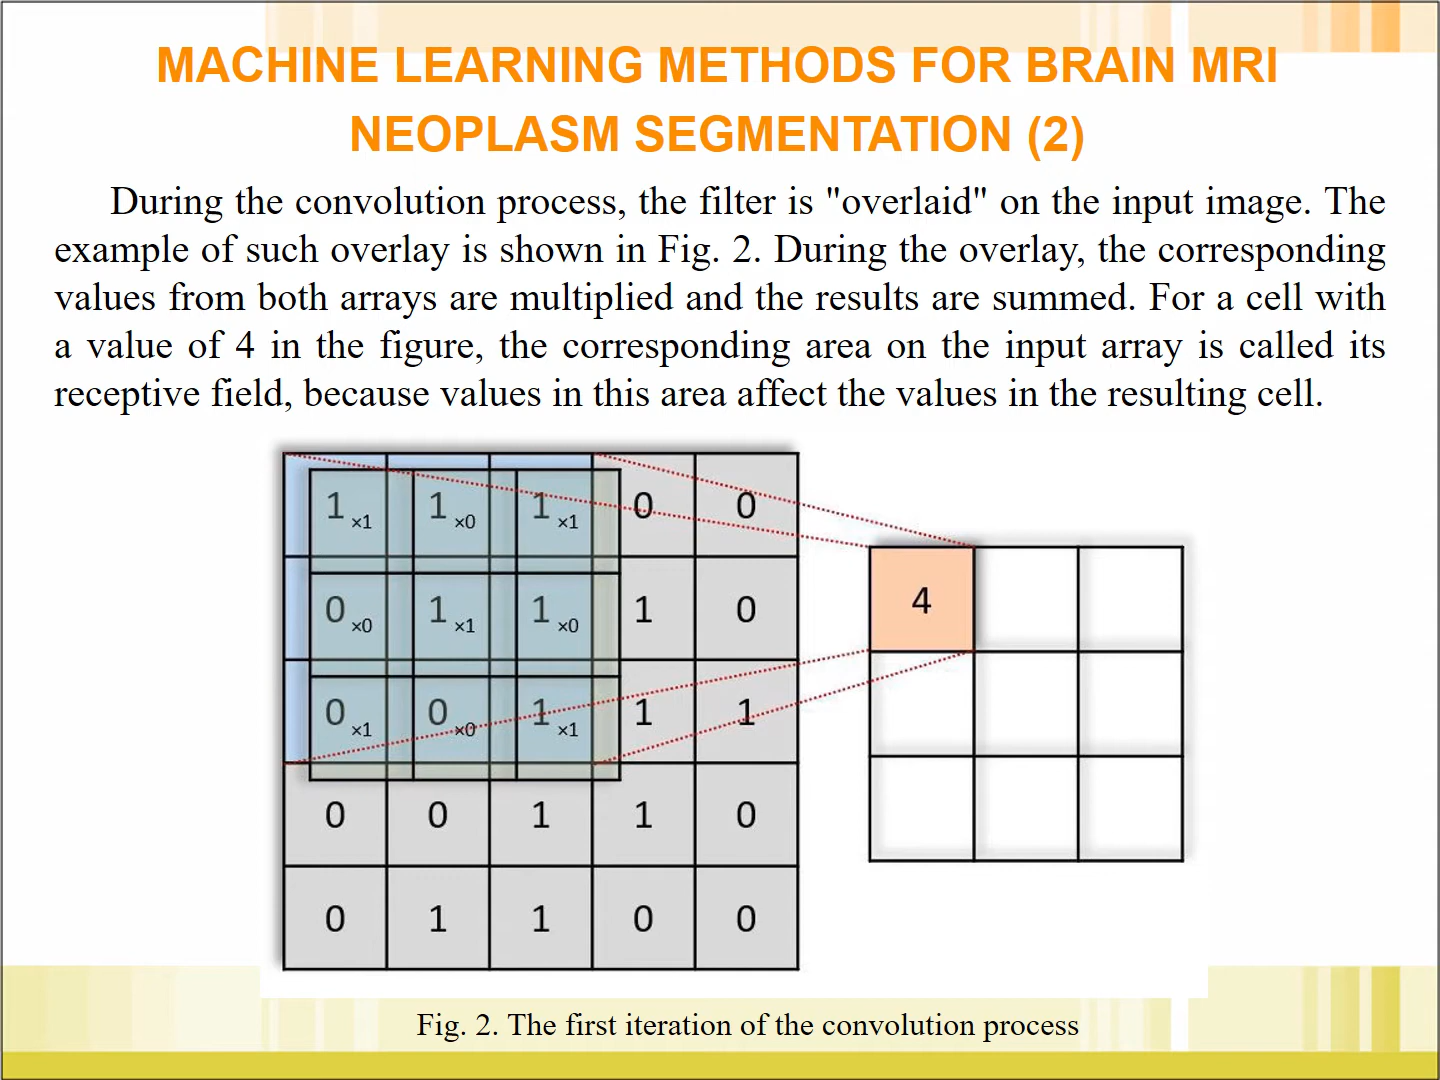 MACHINE LEARNING METHODS FOR BRAIN MRI
NEOPLASM SEGMENTATION (2)
During the convolution process, the filter is "overlaid" on the input image. The
example of such overlay is shown in Fig. 2. During the overlay, the corresponding
values from both arrays are multiplied and the results are summed. For a cell with
a value of 4 in the figure, the corresponding area on the input array is called its
receptive field, because values in this area affect the values in the resulting cell.
1 ×1 1 ×0 1 ×1 0 0
0 ×0 1 ×1 1 ×0 1 0
0 ×1 0 ×0 1 ×1 1 1
0 0 1 1 0
0 1 1 0 0
4
Fig. 2. The first iteration of the convolution process